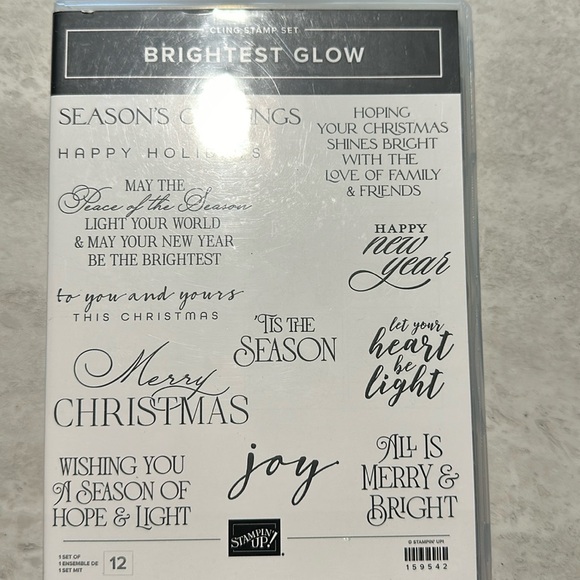 CLING STAMP SET
BRIGHTEST GLOW
SEASON'S GREETINGS
HAPPY HOLIDAYS
HOPING
YOUR CHRISTMAS
SHINES BRIGHT
WITH THE
LOVE OF FAMILY
& FRIENDS
MAY THE
Peace of the Season
LIGHT YOUR WORLD
& MAY YOUR NEW YEAR
BE THE BRIGHTEST
HAPPY
new
year
to you and yours
THIS CHRISTMAS
'TIS THE
SEASON
let your
heart
be
light
Merry
CHRISTMAS
WISHING YOU
A SEASON OF
HOPE & LIGHT
joy
ALL IS
MERRY &
BRIGHT
1 SET OF
1 ENSEMBLE DE
1 SET MIT
12
STAMPIN' UP!
© STAMPIN' UP!
159542